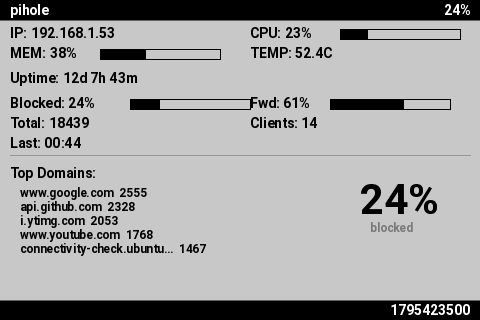 pihole 24%
IP: 192.168.1.53 CPU: 23%
MEM: 38% TEMP: 52.4C
Uptime: 12d 7h 43m
Blocked: 24% Fwd: 61%
Total: 18439 Clients: 14
Last: 00:44
Top Domains:
www.google.com 2555
api.github.com 2328
i.ytimg.com 2053
www.youtube.com 1768
connectivity-check.ubuntu... 1467
24%
blocked
1795423500